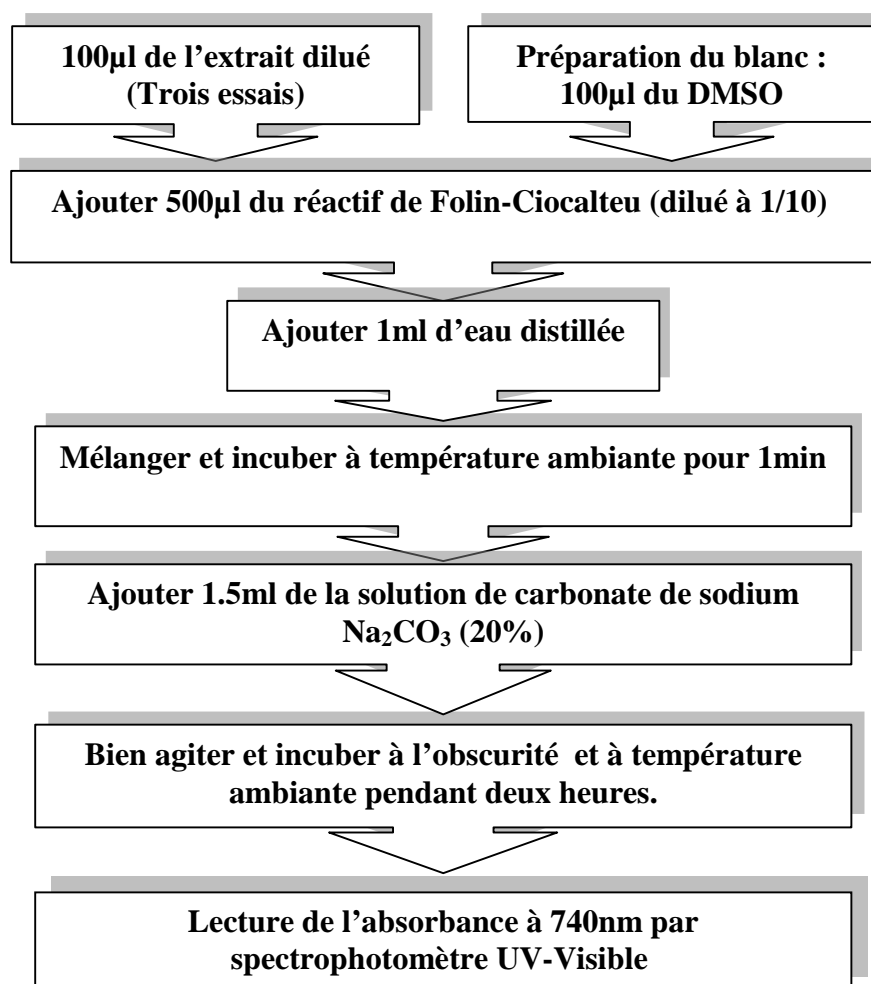 100µl de l'extrait dilué
(Trois essais)
Préparation du blanc :
100µl du DMSO
Ajouter 500µl du réactif de Folin-Ciocalteu (dilué à 1/10)
Ajouter 1ml d'eau distillée
Mélanger et incuber à température ambiante pour 1min
Ajouter 1.5ml de la solution de carbonate de sodium
Na₂CO₃ (20%)
Bien agiter et incuber à l'obscurité et à température
ambiante pendant deux heures.
Lecture de l'absorbance à 740nm par
spectrophotomètre UV-Visible